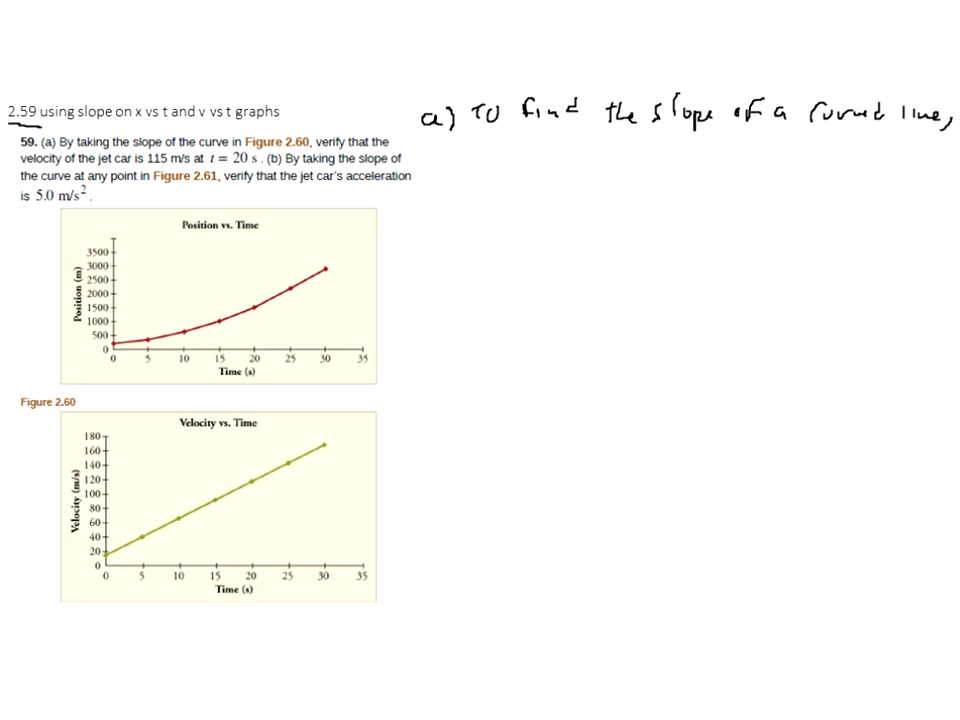 2.59 using slope on x vs t and v vs t graphs
a) To find the slope of a curved line,
59. (a) By taking the slope of the curve in Figure 2.60, verify that the
velocity of the jet car is 115 m/s at t = 20 s . (b) By taking the slope of
the curve at any point in Figure 2.61, verify that the jet car's acceleration
is 5.0 m/s².
Position vs. Time
Position (m)
3500
3000
2500
2000
1500
1000
500
0
0 5 10 15 20 25 30 35
Time (s)
Figure 2.60
Velocity vs. Time
Velocity (m/s)
180
160
140
120
100
80
60
40
20
0
0 5 10 15 20 25 30 35
Time (s)